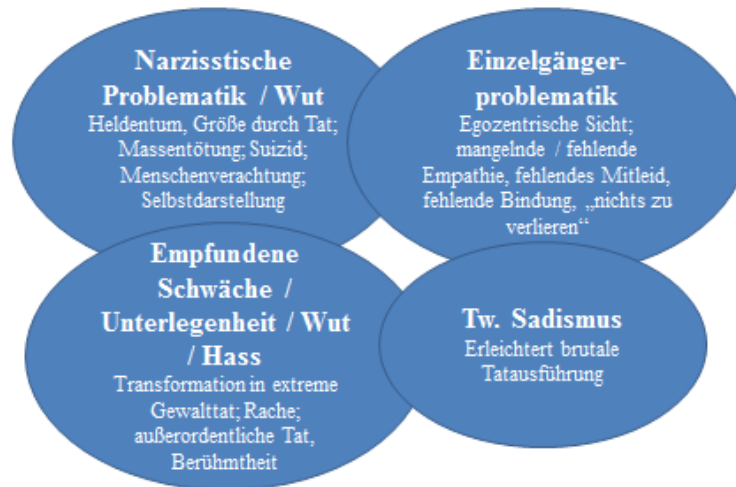 Narzisstische
Problematik / Wut
Heldentum, Größe durch Tat;
Massentötung; Suizid;
Menschenverachtung;
Selbstdarstellung
Einzelgänger-
problematik
Egozentrische Sicht;
mangelnde / fehlende
Empathie, fehlendes Mitleid,
fehlende Bindung, „nichts zu
verlieren“
Empfundene
Schwäche /
Unterlegenheit / Wut
/ Hass
Transformation in extreme
Gewalttat; Rache;
außerordentliche Tat,
Berühmtheit
Tw. Sadismus
Erleichtert brutale
Tatausführung